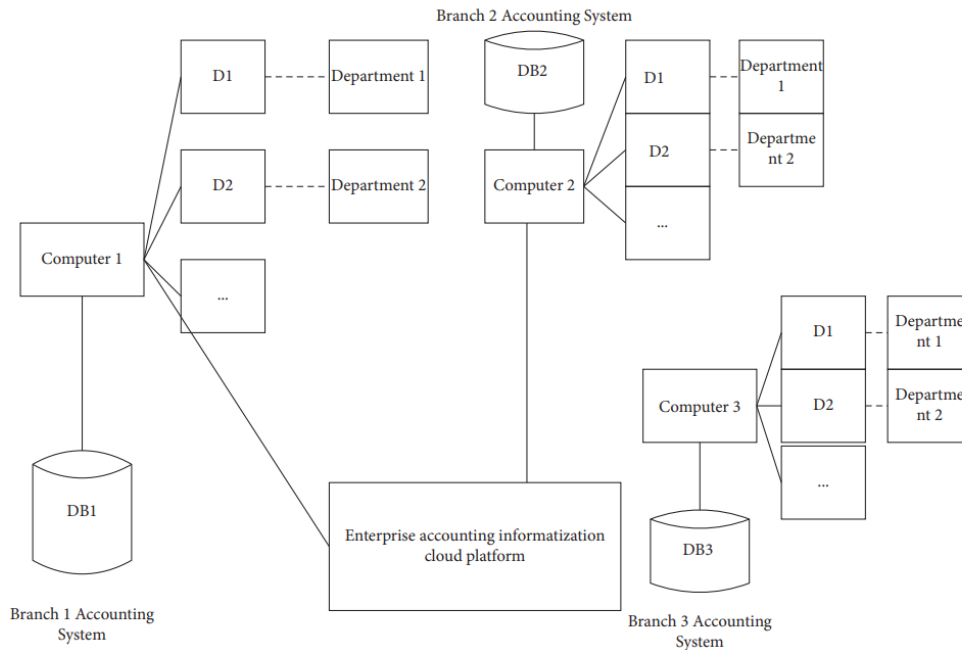 Branch 2 Accounting System
D1
Department 1
DB2
D1
Department
1
D2
Department 2
Computer 2
D2
Departme
nt 2
...
Computer 1
...
D1
Departme
nt 1
Computer 3
D2
Departme
nt 2
...
DB1
Enterprise accounting informatization
cloud platform
DB3
Branch 1 Accounting
System
Branch 3 Accounting
System